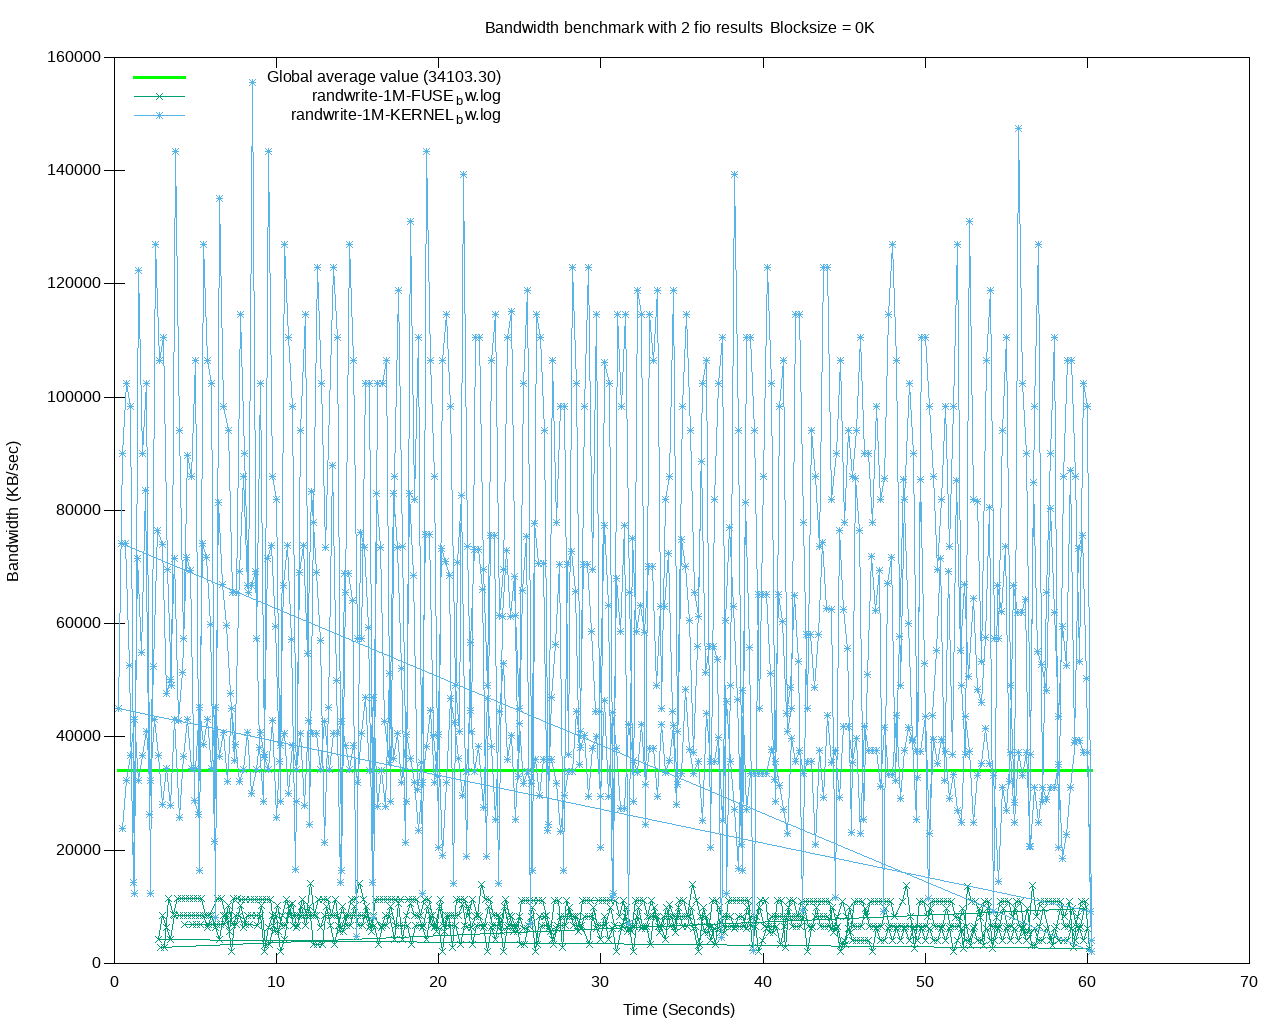 Bandwidth benchmark with 2 fio results Blocksize = 0K
160000
140000
120000
100000
80000
60000
40000
20000
0
Bandwidth (KB/sec)
Global average value (34103.30)
randwrite-1M-FUSE_bw.log
randwrite-1M-KERNEL_bw.log
0 10 20 30 40 50 60 70
Time (Seconds)